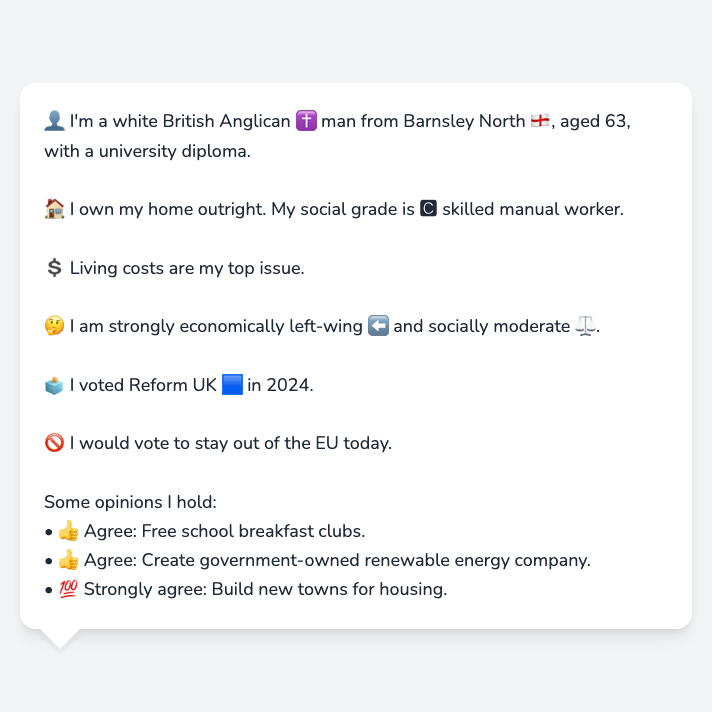 👤 I'm a white British Anglican ✝️ man from Barnsley North 🏴󠁧󠁢󠁥󠁮󠁧󠁿, aged 63,
with a university diploma.
🏠 I own my home outright. My social grade is 🅲 skilled manual worker.
💲 Living costs are my top issue.
🤔 I am strongly economically left-wing ⬅️ and socially moderate ⚖️.
🗳️ I voted Reform UK 🟦 in 2024.
🚫 I would vote to stay out of the EU today.
Some opinions I hold:
• 👍 Agree: Free school breakfast clubs.
• 👍 Agree: Create government-owned renewable energy company.
• 💯 Strongly agree: Build new towns for housing.